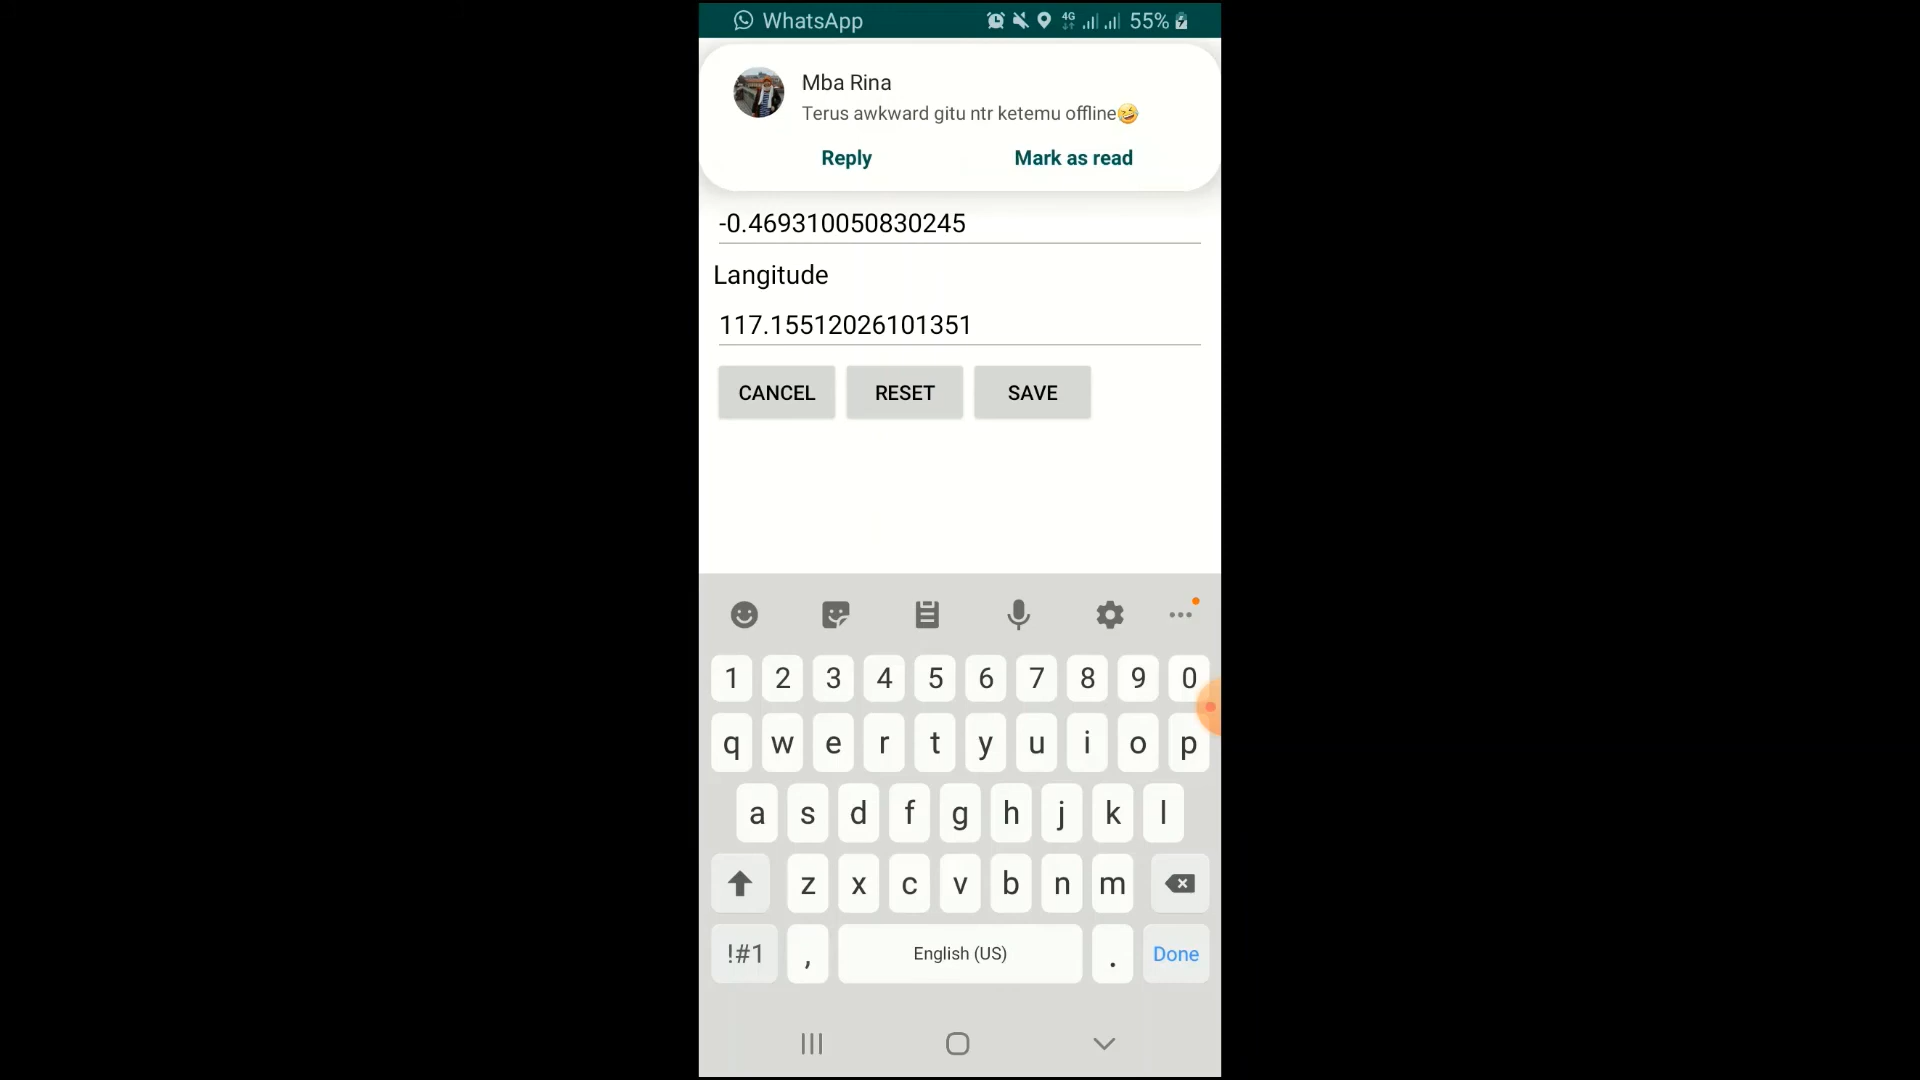 WhatsApp 4G 55%
Mba Rina
Terus awkward gitu ntr ketemu offline🤣
Reply Mark as read
-0.469310050830245
Langitude
117.15512026101351
CANCEL RESET SAVE
1 2 3 4 5 6 7 8 9 0
q w e r t y u i o p
a s d f g h j k l
z x c v b n m
!#1 , English (US) . Done